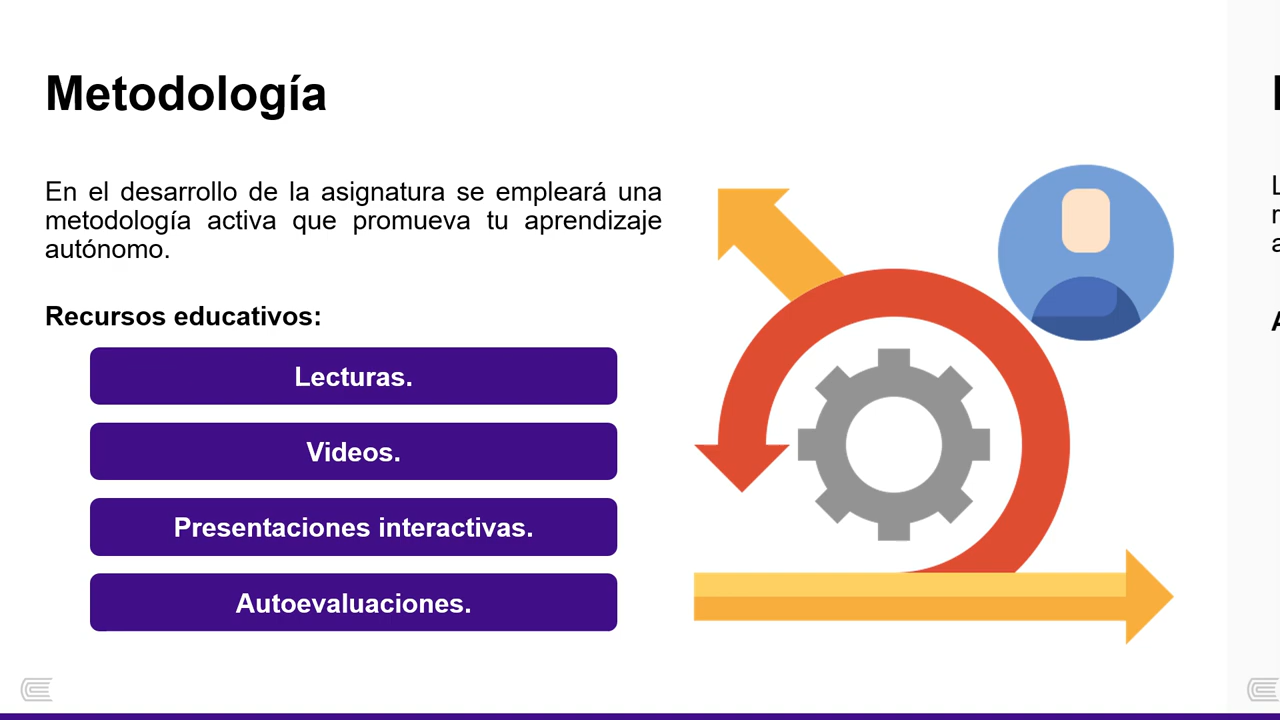 Metodología
En el desarrollo de la asignatura se empleará una
metodología activa que promueva tu aprendizaje
autónomo.
Recursos educativos:
Lecturas.
Videos.
Presentaciones interactivas.
Autoevaluaciones.